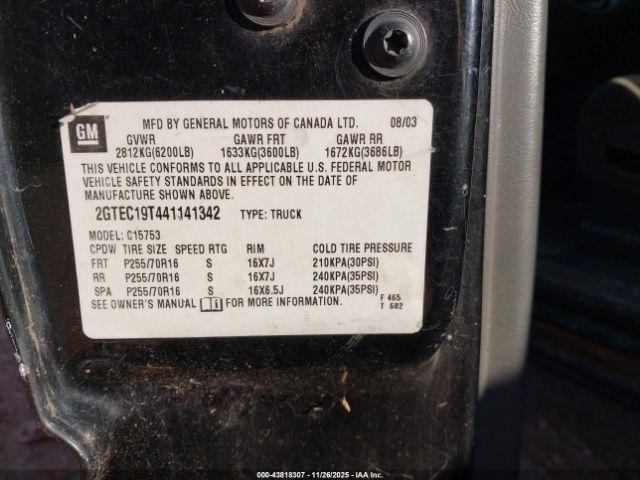 GM
MFD BY GENERAL MOTORS OF CANADA LTD. 08/03
GVWR GAWR FRT GAWR RR
2812KG(6200LB) 1633KG(3600LB) 1672KG(3686LB)
THIS VEHICLE CONFORMS TO ALL APPLICABLE U.S. FEDERAL MOTOR
VEHICLE SAFETY STANDARDS IN EFFECT ON THE DATE OF
MANUFACTURE SHOWN ABOVE.
2GTEC19T441141342 TYPE: TRUCK
MODEL: C15753
CPDW TIRE SIZE SPEED RTG RIM COLD TIRE PRESSURE
FRT P255/70R16 S 16X7J 210KPA(30PSI)
RR P255/70R16 S 16X7J 240KPA(35PSI)
SPA P255/70R16 S 16X6.5J 240KPA(35PSI)
SEE OWNER'S MANUAL FOR MORE INFORMATION.
F 465
T 682
000-43818307 - 11/26/2025 - IAA, Inc.